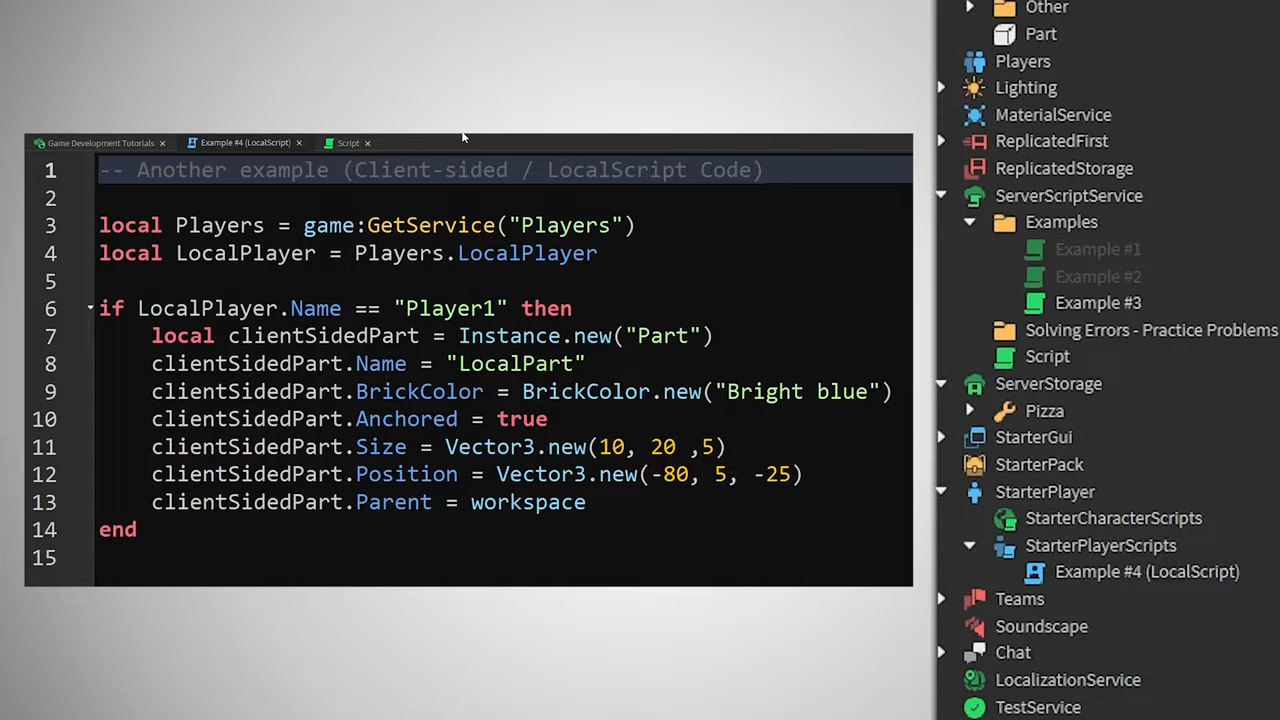 Game Development Tutorials
Example #4 (LocalScript)
Script
1 -- Another example (Client-sided / LocalScript Code)
2
3 local Players = game:GetService("Players")
4 local LocalPlayer = Players.LocalPlayer
5
6 if LocalPlayer.Name == "Player1" then
7 local clientSidedPart = Instance.new("Part")
8 clientSidedPart.Name = "LocalPart"
9 clientSidedPart.BrickColor = BrickColor.new("Bright blue")
10 clientSidedPart.Anchored = true
11 clientSidedPart.Size = Vector3.new(10, 20 ,5)
12 clientSidedPart.Position = Vector3.new(-80, 5, -25)
13 clientSidedPart.Parent = workspace
14 end
15
Other
Part
Players
Lighting
MaterialService
ReplicatedFirst
ReplicatedStorage
ServerScriptService
Examples
Example #1
Example #2
Example #3
Solving Errors - Practice Problems
Script
ServerStorage
Pizza
StarterGui
StarterPack
StarterPlayer
StarterCharacterScripts
StarterPlayerScripts
Example #4 (LocalScript)
Teams
Soundscape
Chat
LocalizationService
TestService